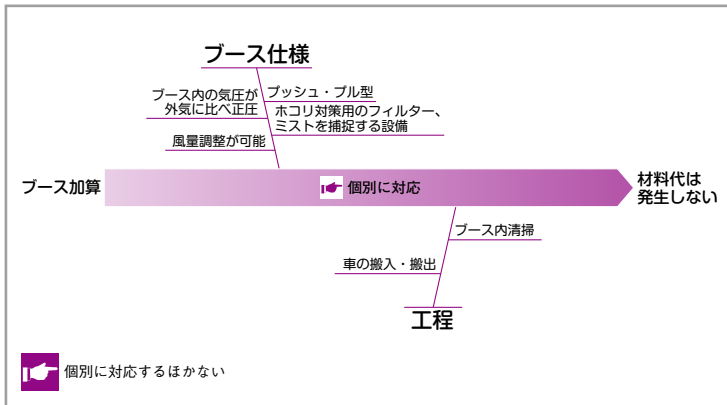 ブース仕様
ブース内の気圧が
外気に比べ正圧
プッシュ・プル型
ホコリ対策用のフィルター、
ミストを捕捉する設備
風量調整が可能
ブース加算
個別に対応
材料代は
発生しない
ブース内清掃
車の搬入・搬出
工程
個別に対応するほかない